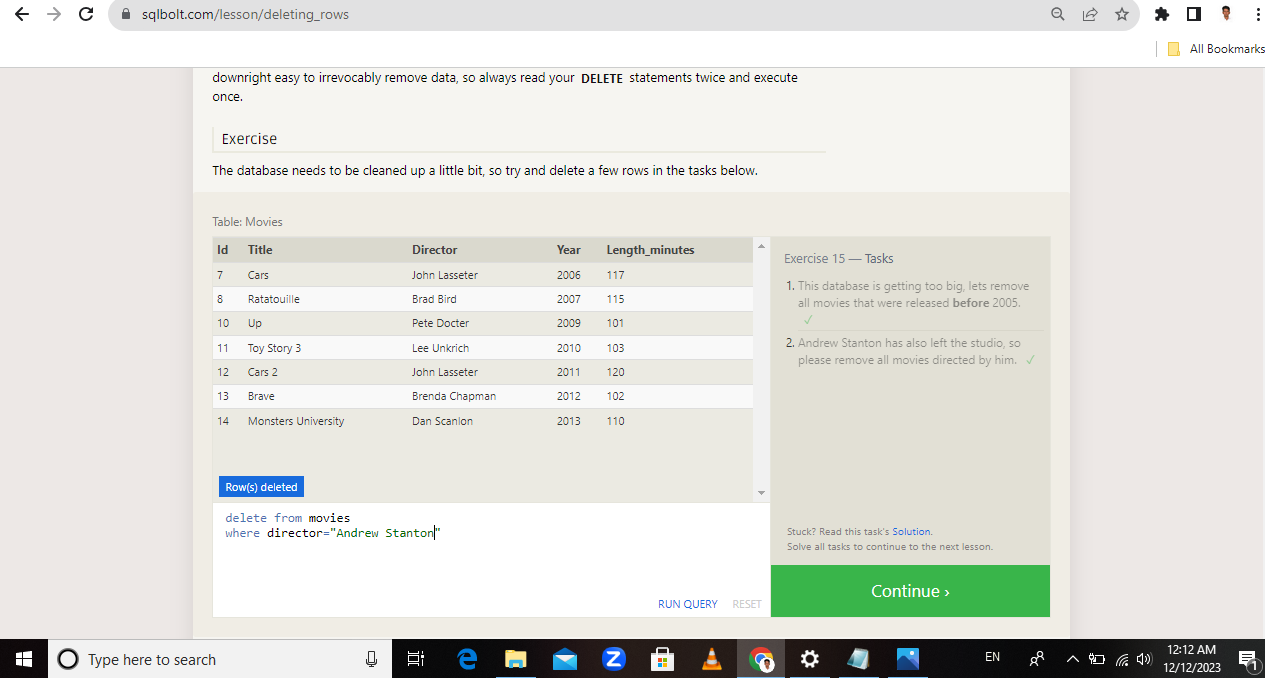 sqlbolt.com/lesson/deleting_rows
All Bookmarks
downright easy to irrevocably remove data, so always read your DELETE statements twice and execute
once.
Exercise
The database needs to be cleaned up a little bit, so try and delete a few rows in the tasks below.
Table: Movies
Id Title Director Year Length_minutes
7 Cars John Lasseter 2006 117
8 Ratatouille Brad Bird 2007 115
10 Up Pete Docter 2009 101
11 Toy Story 3 Lee Unkrich 2010 103
12 Cars 2 John Lasseter 2011 120
13 Brave Brenda Chapman 2012 102
14 Monsters University Dan Scanlon 2013 110
Row(s) deleted
delete from movies
where director="Andrew Stanton"
RUN QUERY RESET
Exercise 15 — Tasks
1. This database is getting too big, lets remove
all movies that were released before 2005.
✓
2. Andrew Stanton has also left the studio, so
please remove all movies directed by him. ✓
Stuck? Read this task's Solution.
Solve all tasks to continue to the next lesson.
Continue ›
Type here to search
EN
12:12 AM
12/12/2023
1